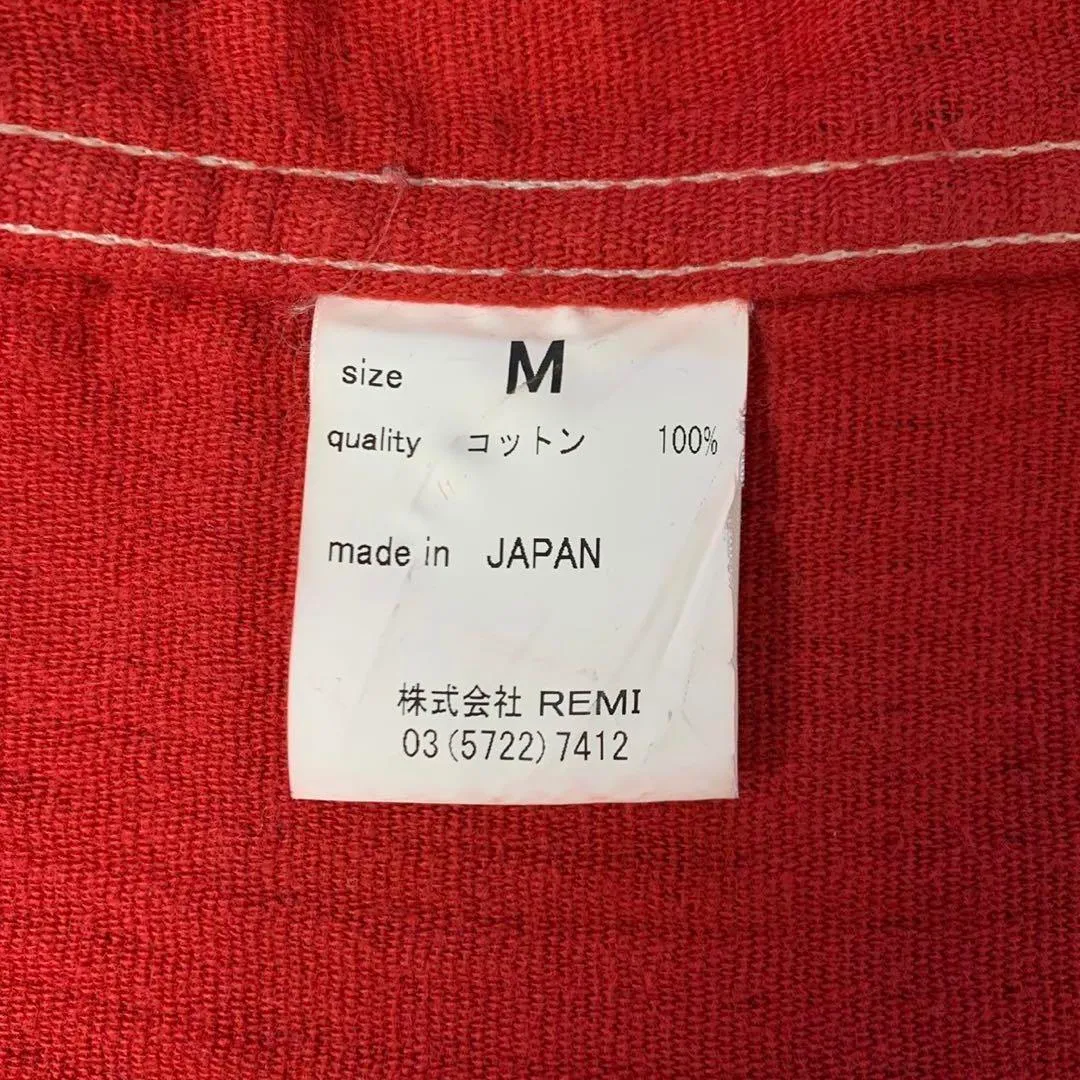 size M
quality コットン 100%
made in JAPAN
株式会社 REMI
03(5722)7412